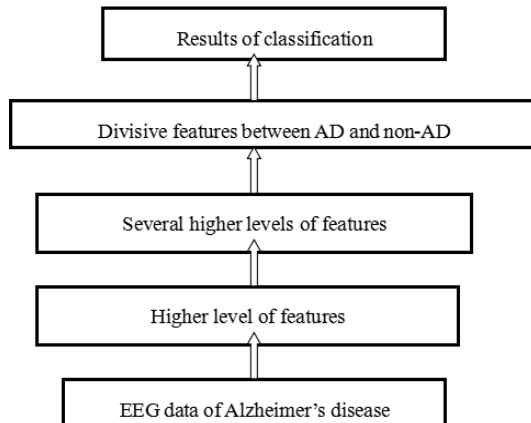 Results of classification
Divisive features between AD and non-AD
Several higher levels of features
Higher level of features
EEG data of Alzheimer’s disease